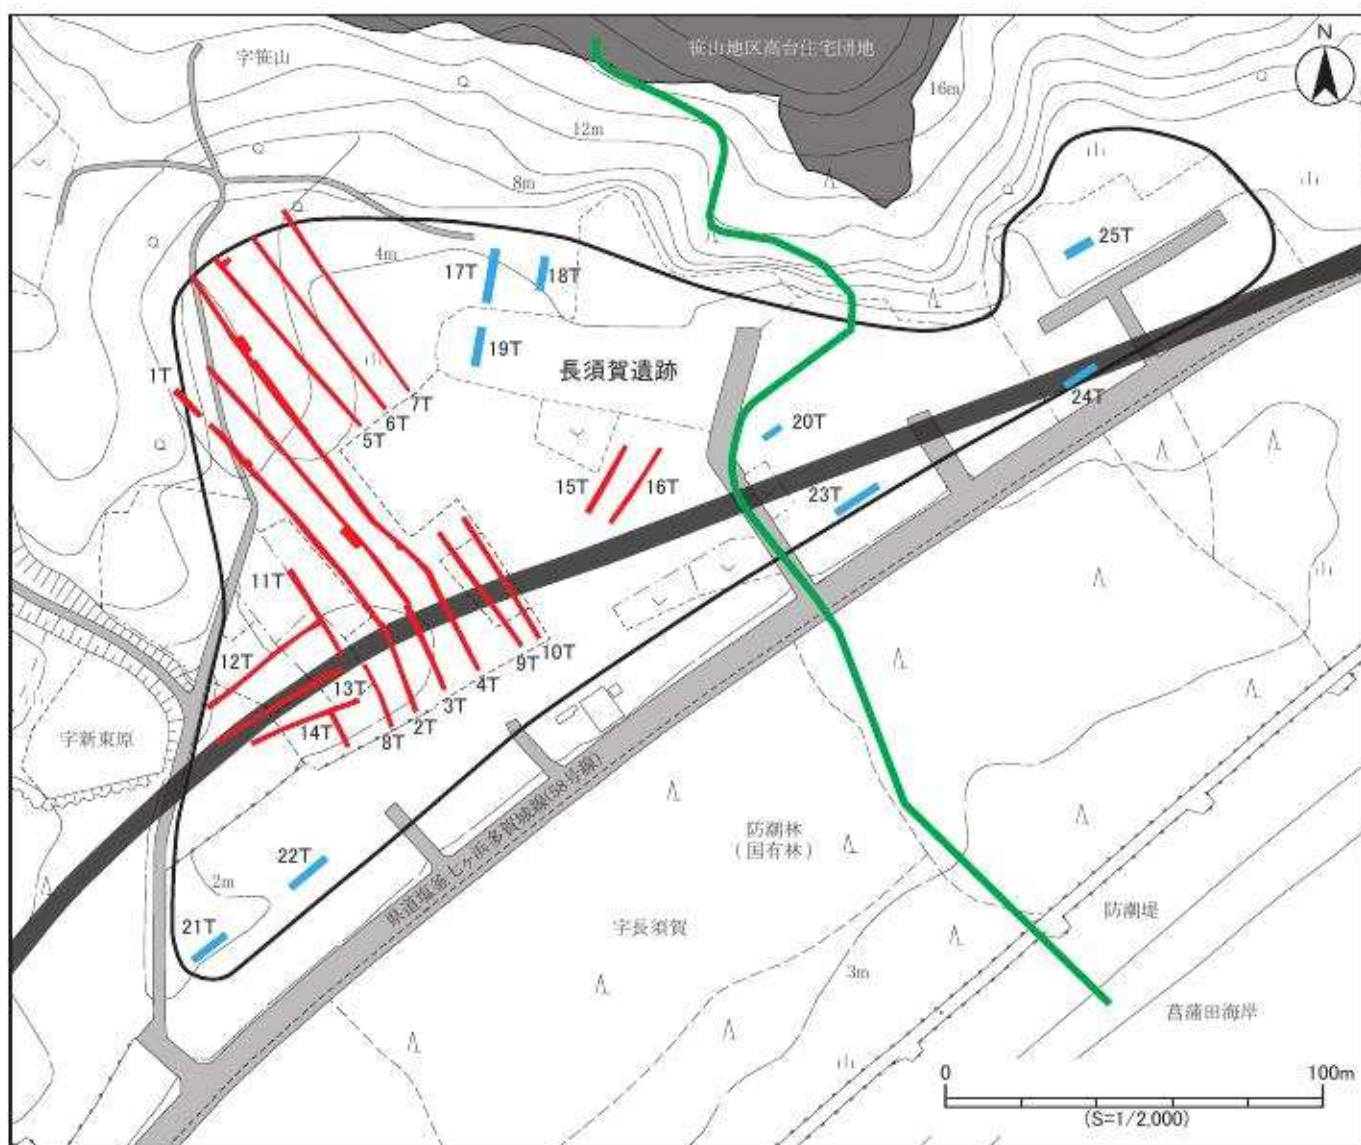 笹山地区高台住宅団地
N
字笹山
16m
12m
8m
4m
25T
17T
18T
19T
長須賀遺跡
1T
24T
7T
6T
5T
20T
15T
16T
23T
11T
12T
10T
9T
13T
4T
3T
2T
14T
8T
字新東原
県道塩釜七ケ浜多賀城線(58号線)
防潮林
(国有林)
22T
2m
21T
字長須賀
防潮堤
3m
菖蒲田海岸
0
100m
(S=1/2,000)